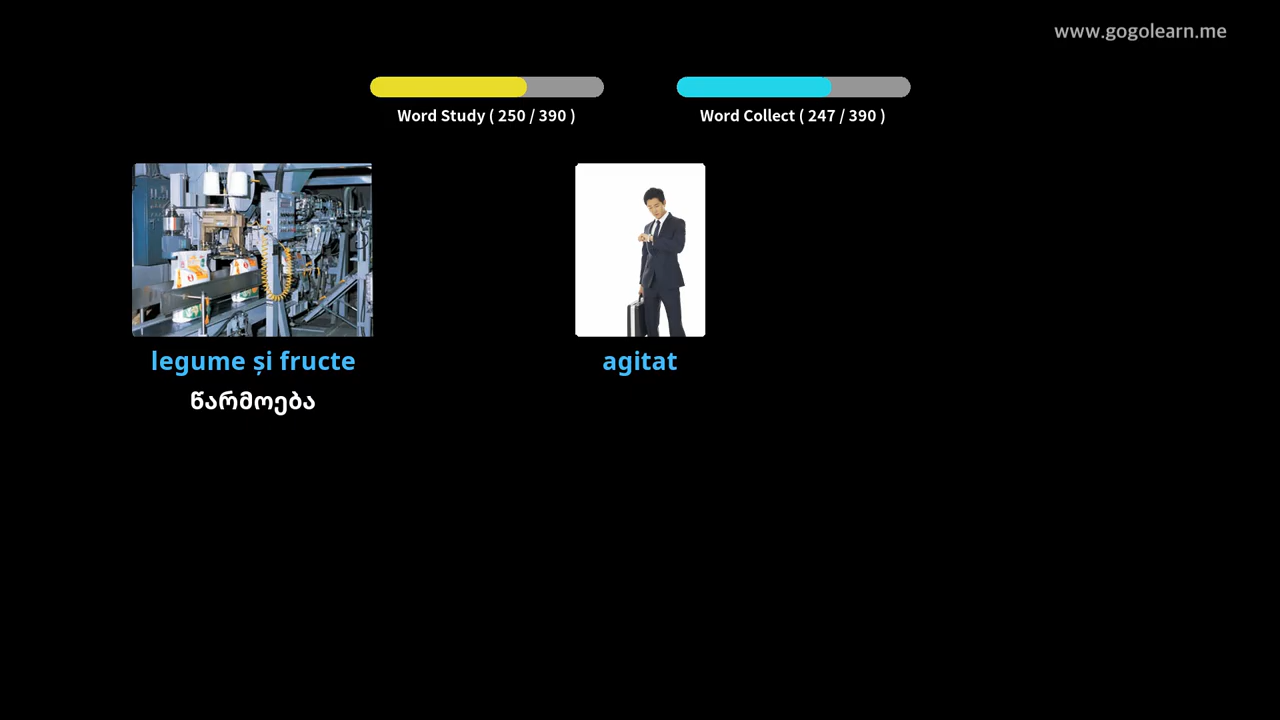 www.gogolearn.me
Word Study ( 250 / 390 )
Word Collect ( 247 / 390 )
legume și fructe
წარმოება
agitat